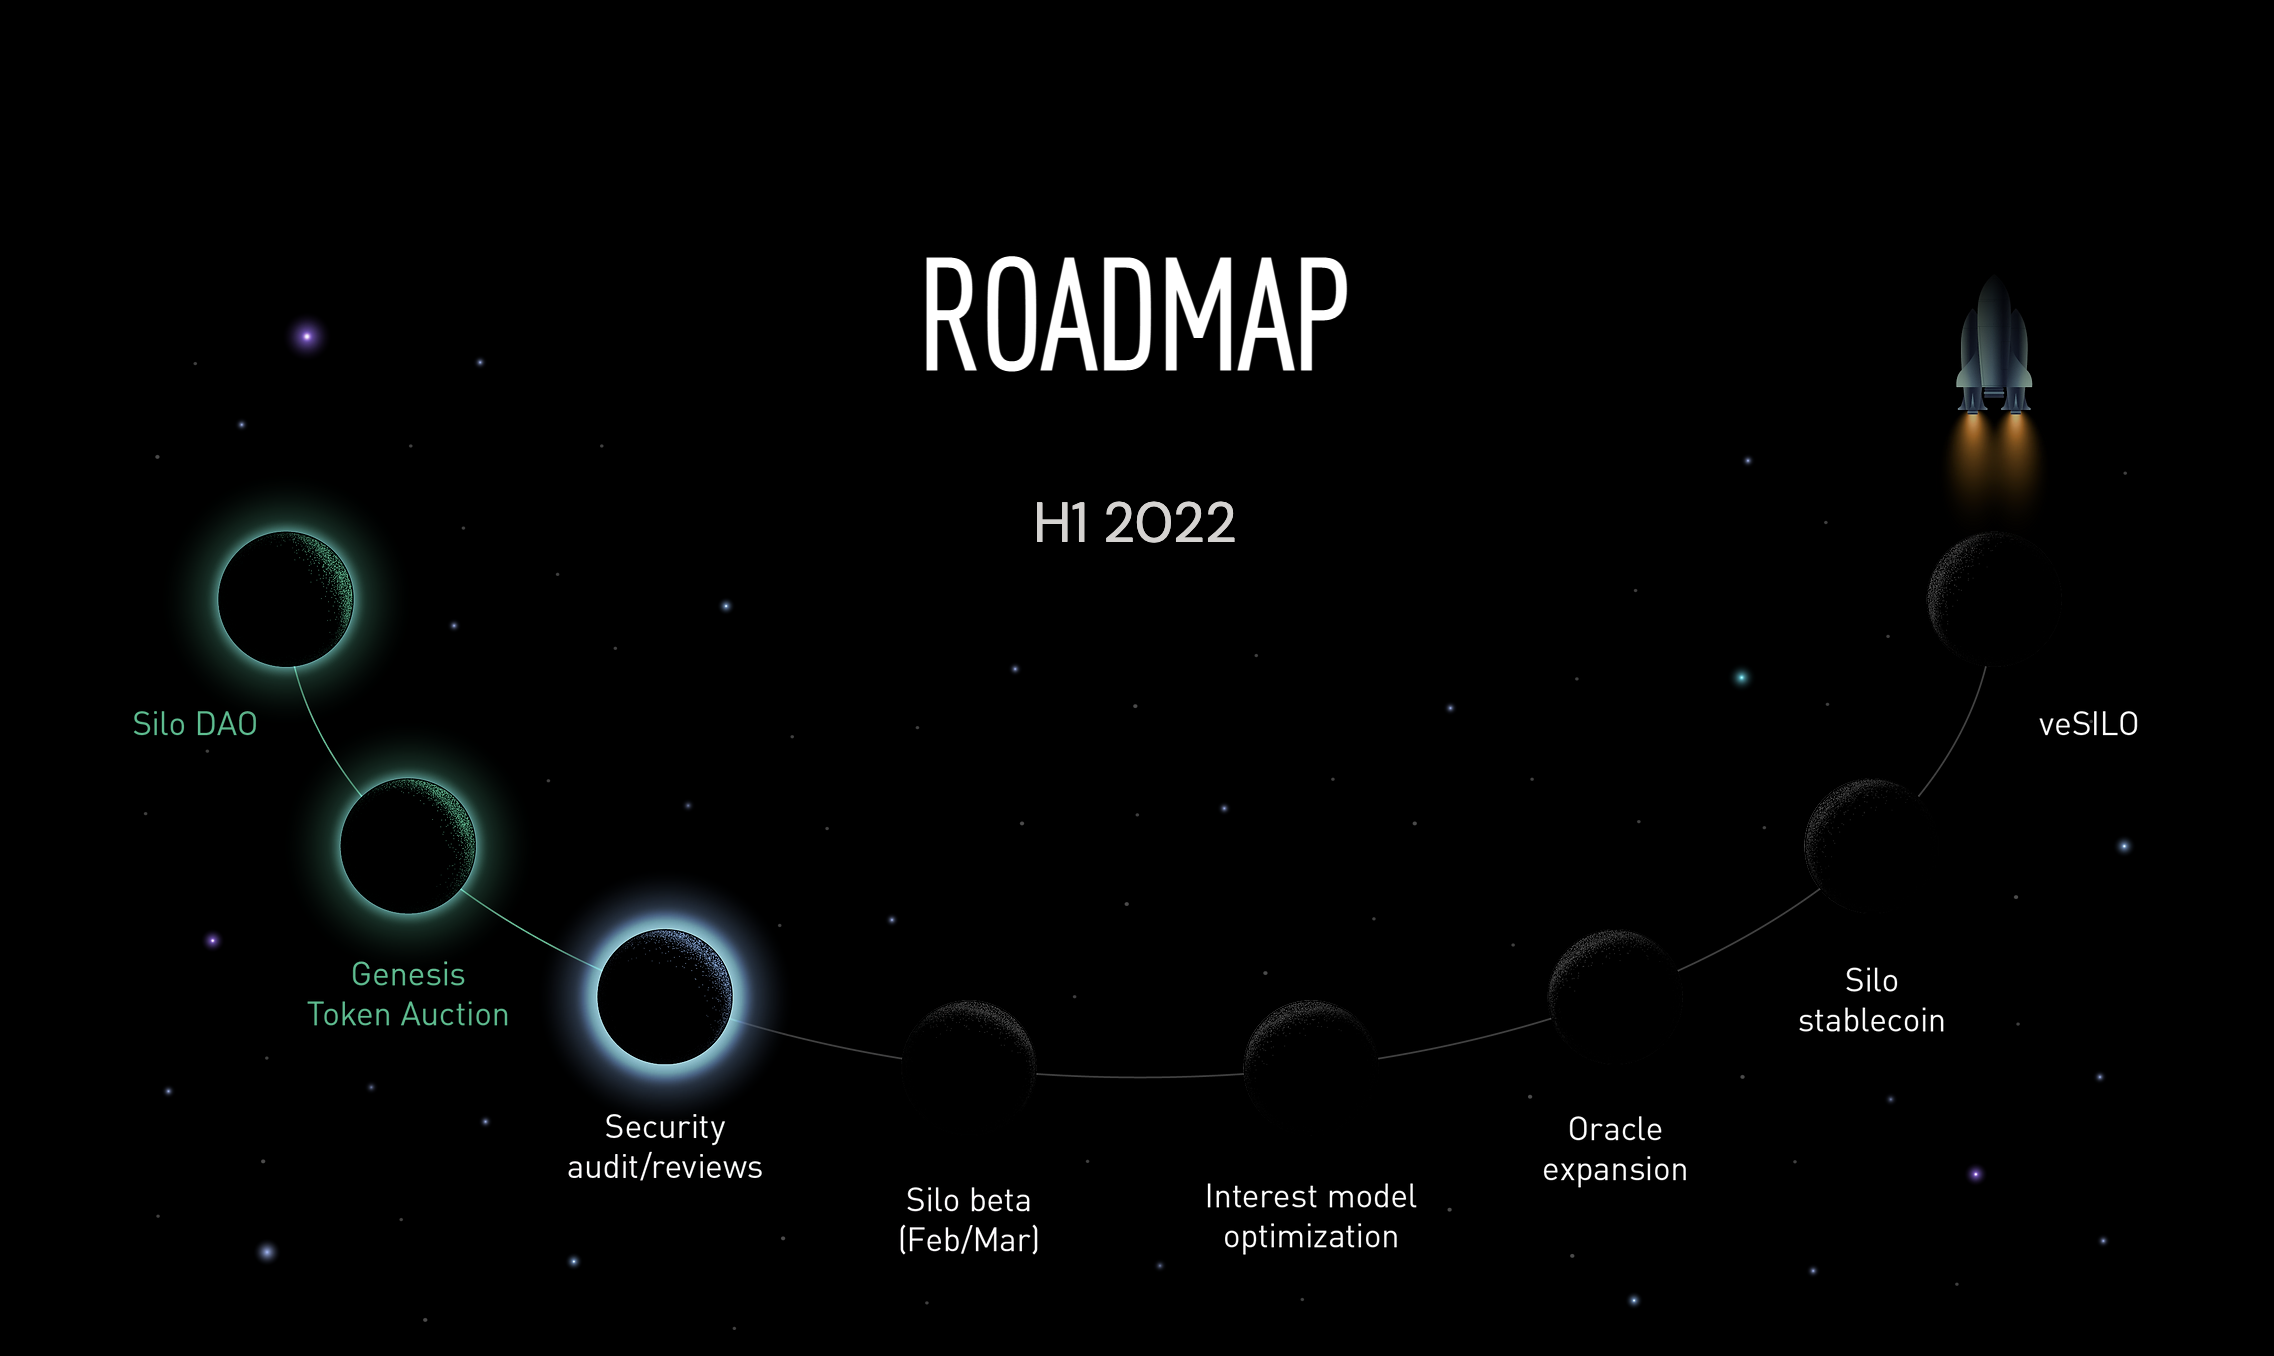 ROADMAP
H1 2022
Silo DAO
Genesis
Token Auction
Security
audit/reviews
Silo beta
(Feb/Mar)
Interest model
optimization
Oracle
expansion
Silo
stablecoin
veSILO